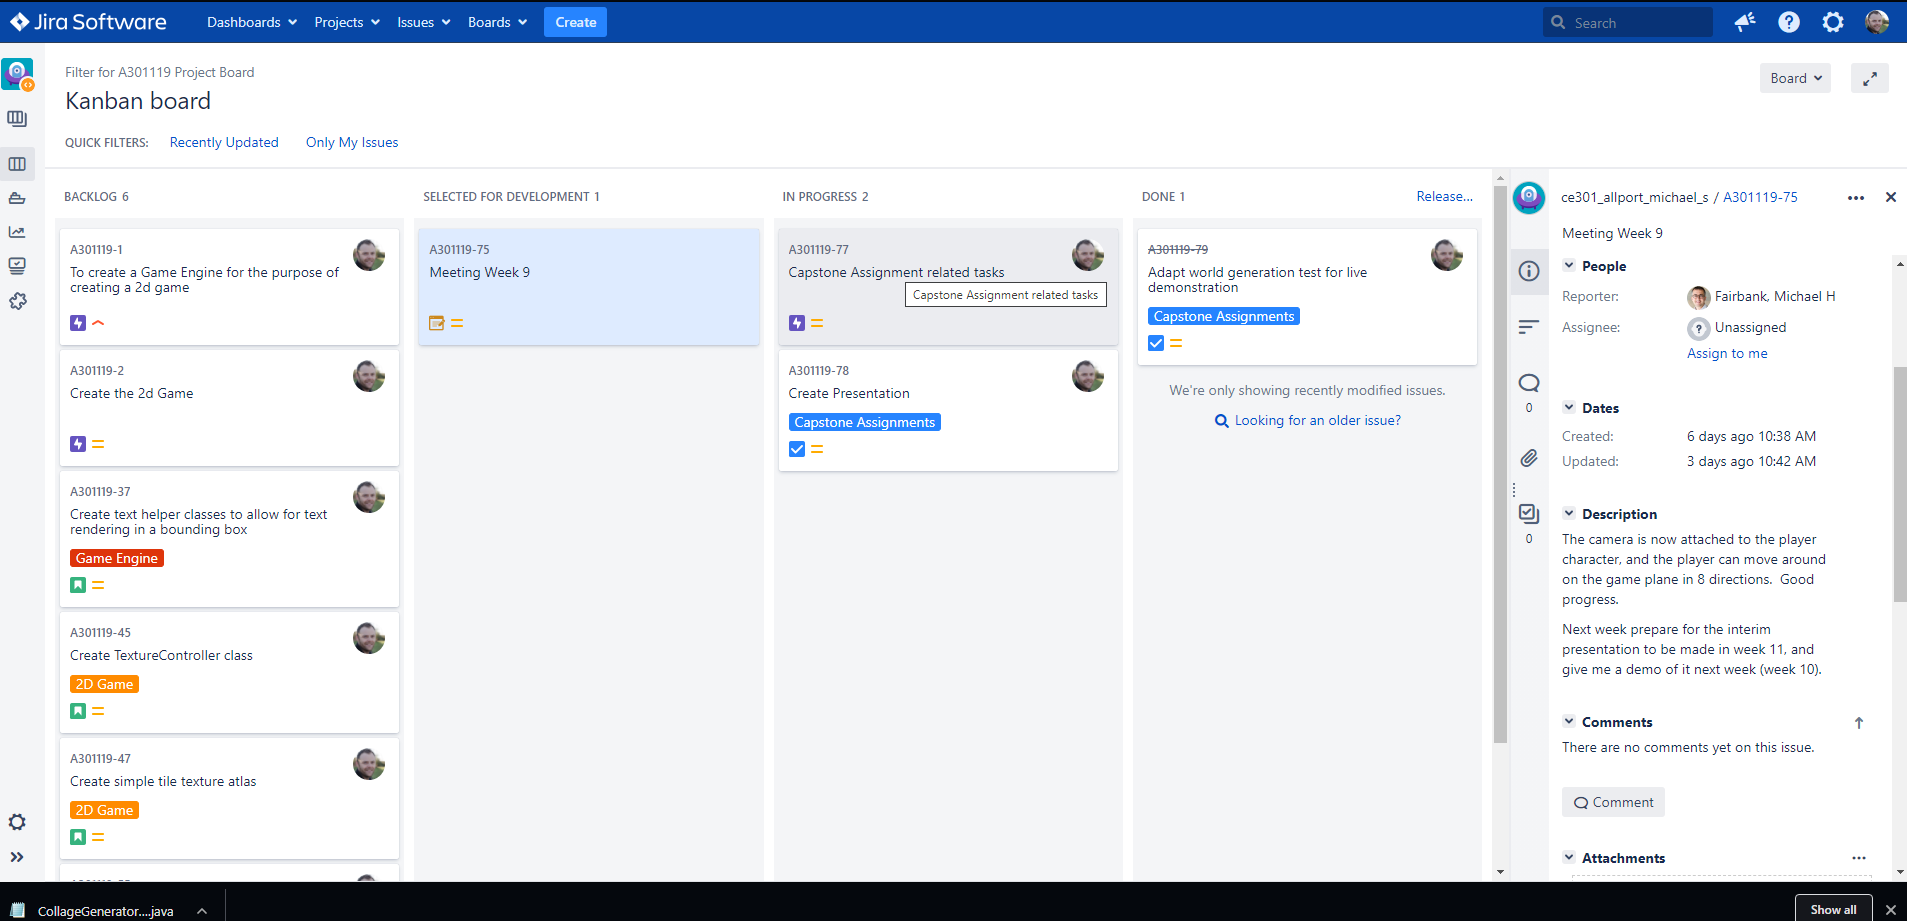 Jira Software
Dashboards
Projects
Issues
Boards
Create
Search
Filter for A301119 Project Board
Kanban board
Board
QUICK FILTERS:
Recently Updated
Only My Issues
BACKLOG 6
A301119-1
To create a Game Engine for the purpose of
creating a 2d game
A301119-2
Create the 2d Game
A301119-37
Create text helper classes to allow for text
rendering in a bounding box
Game Engine
A301119-45
Create TextureController class
2D Game
A301119-47
Create simple tile texture atlas
2D Game
SELECTED FOR DEVELOPMENT 1
A301119-75
Meeting Week 9
IN PROGRESS 2
A301119-77
Capstone Assignment related tasks
Capstone Assignment related tasks
A301119-78
Create Presentation
Capstone Assignments
DONE 1
Release...
A301119-79
Adapt world generation test for live
demonstration
Capstone Assignments
We're only showing recently modified issues.
Looking for an older issue?
0
0
ce301_allport_michael_s / A301119-75
Meeting Week 9
People
Reporter:
Fairbank, Michael H
Assignee:
Unassigned
Assign to me
Dates
Created:
6 days ago 10:38 AM
Updated:
3 days ago 10:42 AM
Description
The camera is now attached to the player
character, and the player can move around
on the game plane in 8 directions.  Good
progress.
Next week prepare for the interim
presentation to be made in week 11, and
give me a demo of it next week (week 10).
Comments
There are no comments yet on this issue.
Comment
Attachments
CollageGenerator....java
Show all